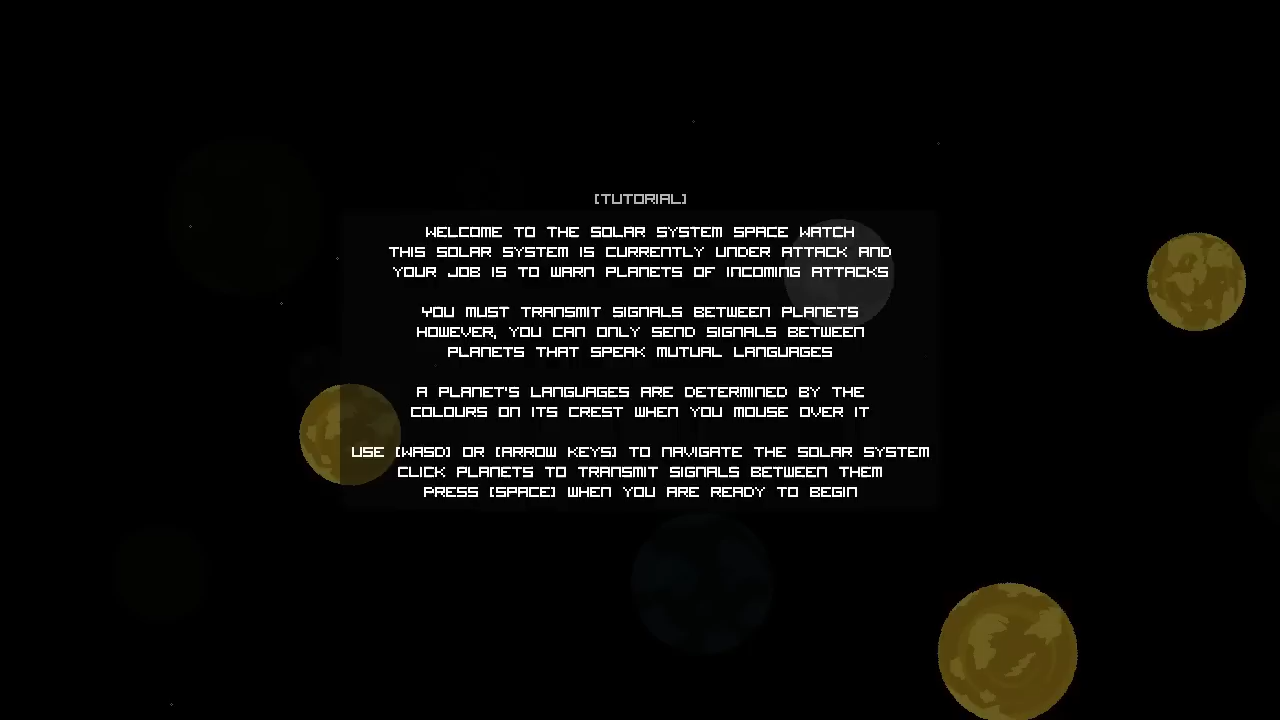 [TUTORIAL]
WELCOME TO THE SOLAR SYSTEM SPACE WATCH
THIS SOLAR SYSTEM IS CURRENTLY UNDER ATTACK AND
YOUR JOB IS TO WARN PLANETS OF INCOMING ATTACKS
YOU MUST TRANSMIT SIGNALS BETWEEN PLANETS
HOWEVER, YOU CAN ONLY SEND SIGNALS BETWEEN
PLANETS THAT SPEAK MUTUAL LANGUAGES
A PLANET'S LANGUAGES ARE DETERMINED BY THE
COLOURS ON ITS CREST WHEN YOU MOUSE OVER IT
USE [WASD] OR [ARROW KEYS] TO NAVIGATE THE SOLAR SYSTEM
CLICK PLANETS TO TRANSMIT SIGNALS BETWEEN THEM
PRESS [SPACE] WHEN YOU ARE READY TO BEGIN